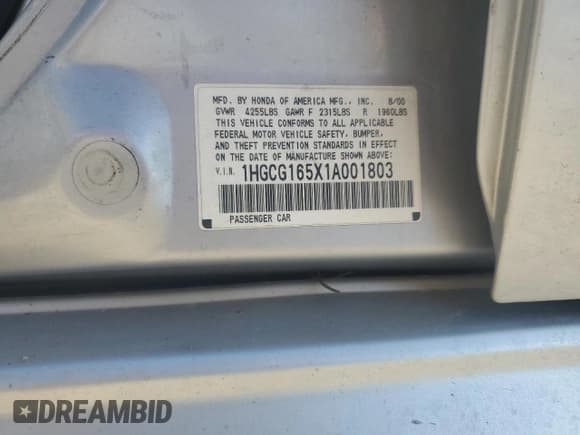 MFD. BY HONDA OF AMERICA MFG., INC. 8/00
GVWR 4255LBS GAWR F 2315LBS R 1960LBS
THIS VEHICLE CONFORMS TO ALL APPLICABLE
FEDERAL MOTOR VEHICLE SAFETY, BUMPER,
AND THEFT PREVENTION STANDARDS IN EFFECT
ON THE DATE OF MANUFACTURE SHOWN ABOVE:
V.I.N. 1HGCG165X1A001803
PASSENGER CAR
DREAMBID